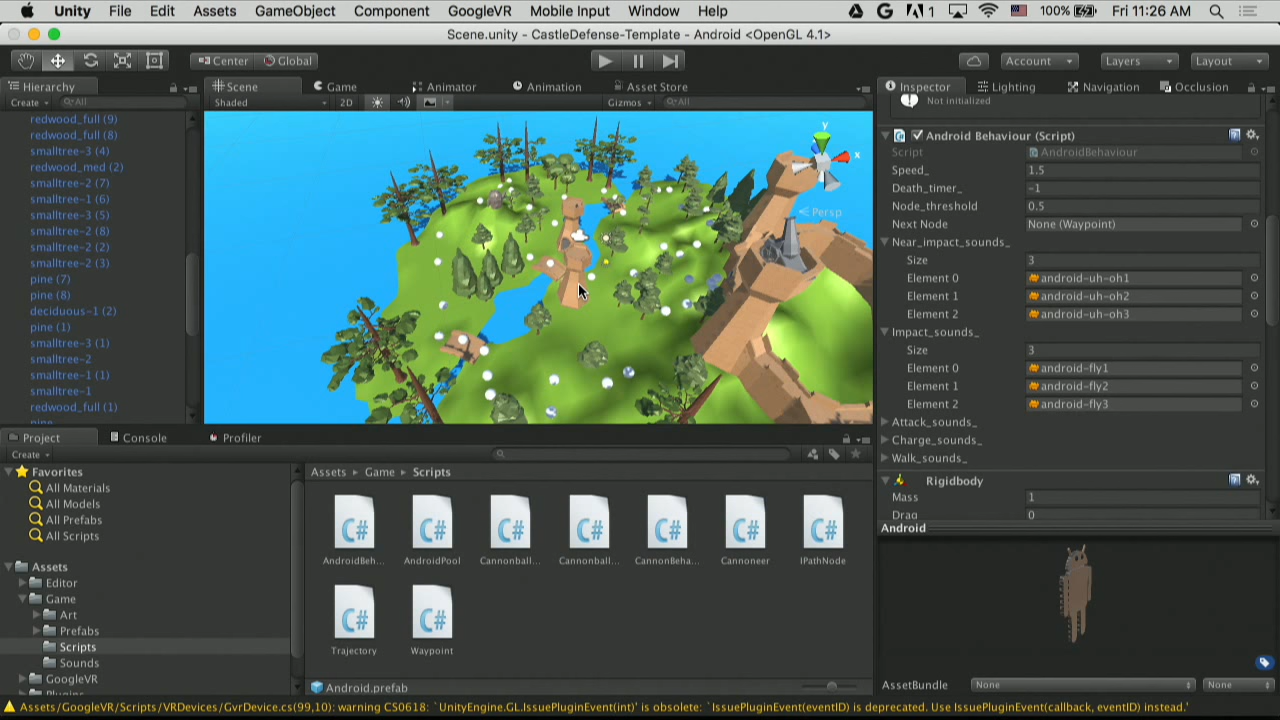 Unity File Edit Assets GameObject Component GoogleVR Mobile Input Window Help 1 100% Fri 11:26 AM
Scene.unity - CastleDefense-Template - Android <OpenGL 4.1>
Center Global Account Layers Layout
Hierarchy
Scene Game Animator Animation Asset Store
Inspector Lighting Navigation Occlusion
Create All
Shaded 2D Gizmos All
Not initialized
redwood_full (9)
redwood_full (8)
smalltree-3 (4)
redwood_med (2)
smalltree-2 (7)
smalltree-1 (6)
smalltree-3 (5)
smalltree-2 (8)
smalltree-2 (2)
smalltree-2 (3)
pine (7)
pine (8)
deciduous-1 (2)
pine (1)
smalltree-3 (1)
smalltree-2
smalltree-1 (1)
smalltree-1
redwood_full (1)
pine
y
x
Persp
Android Behaviour (Script)
Script AndroidBehaviour
Speed_ 1.5
Death_timer_ -1
Node_threshold 0.5
Next Node None (Waypoint)
Near_impact_sounds_
Size 3
Element 0 android-uh-oh1
Element 1 android-uh-oh2
Element 2 android-uh-oh3
Impact_sounds_
Size 3
Element 0 android-fly1
Element 1 android-fly2
Element 2 android-fly3
Attack_sounds_
Charge_sounds_
Walk_sounds_
Rigidbody
Mass 1
Drag 0
Project Console Profiler
Create
Favorites
All Materials
All Models
All Prefabs
All Scripts
Assets
Editor
Game
Art
Prefabs
Scripts
Sounds
GoogleVR
Plugins
Assets Game Scripts
C# C# C# C# C# C# C#
AndroidBeh... AndroidPool Cannonball... Cannonball... CannonBeha... Cannoneer IPathNode
C# C#
Trajectory Waypoint
Android.prefab
Android
AssetBundle None None
Assets/GoogleVR/Scripts/VRDevices/GvrDevice.cs(99,10): warning CS0618: `UnityEngine.GL.IssuePluginEvent(int)' is obsolete: `IssuePluginEvent(eventID) is deprecated. Use IssuePluginEvent(callback, eventID) instead.'